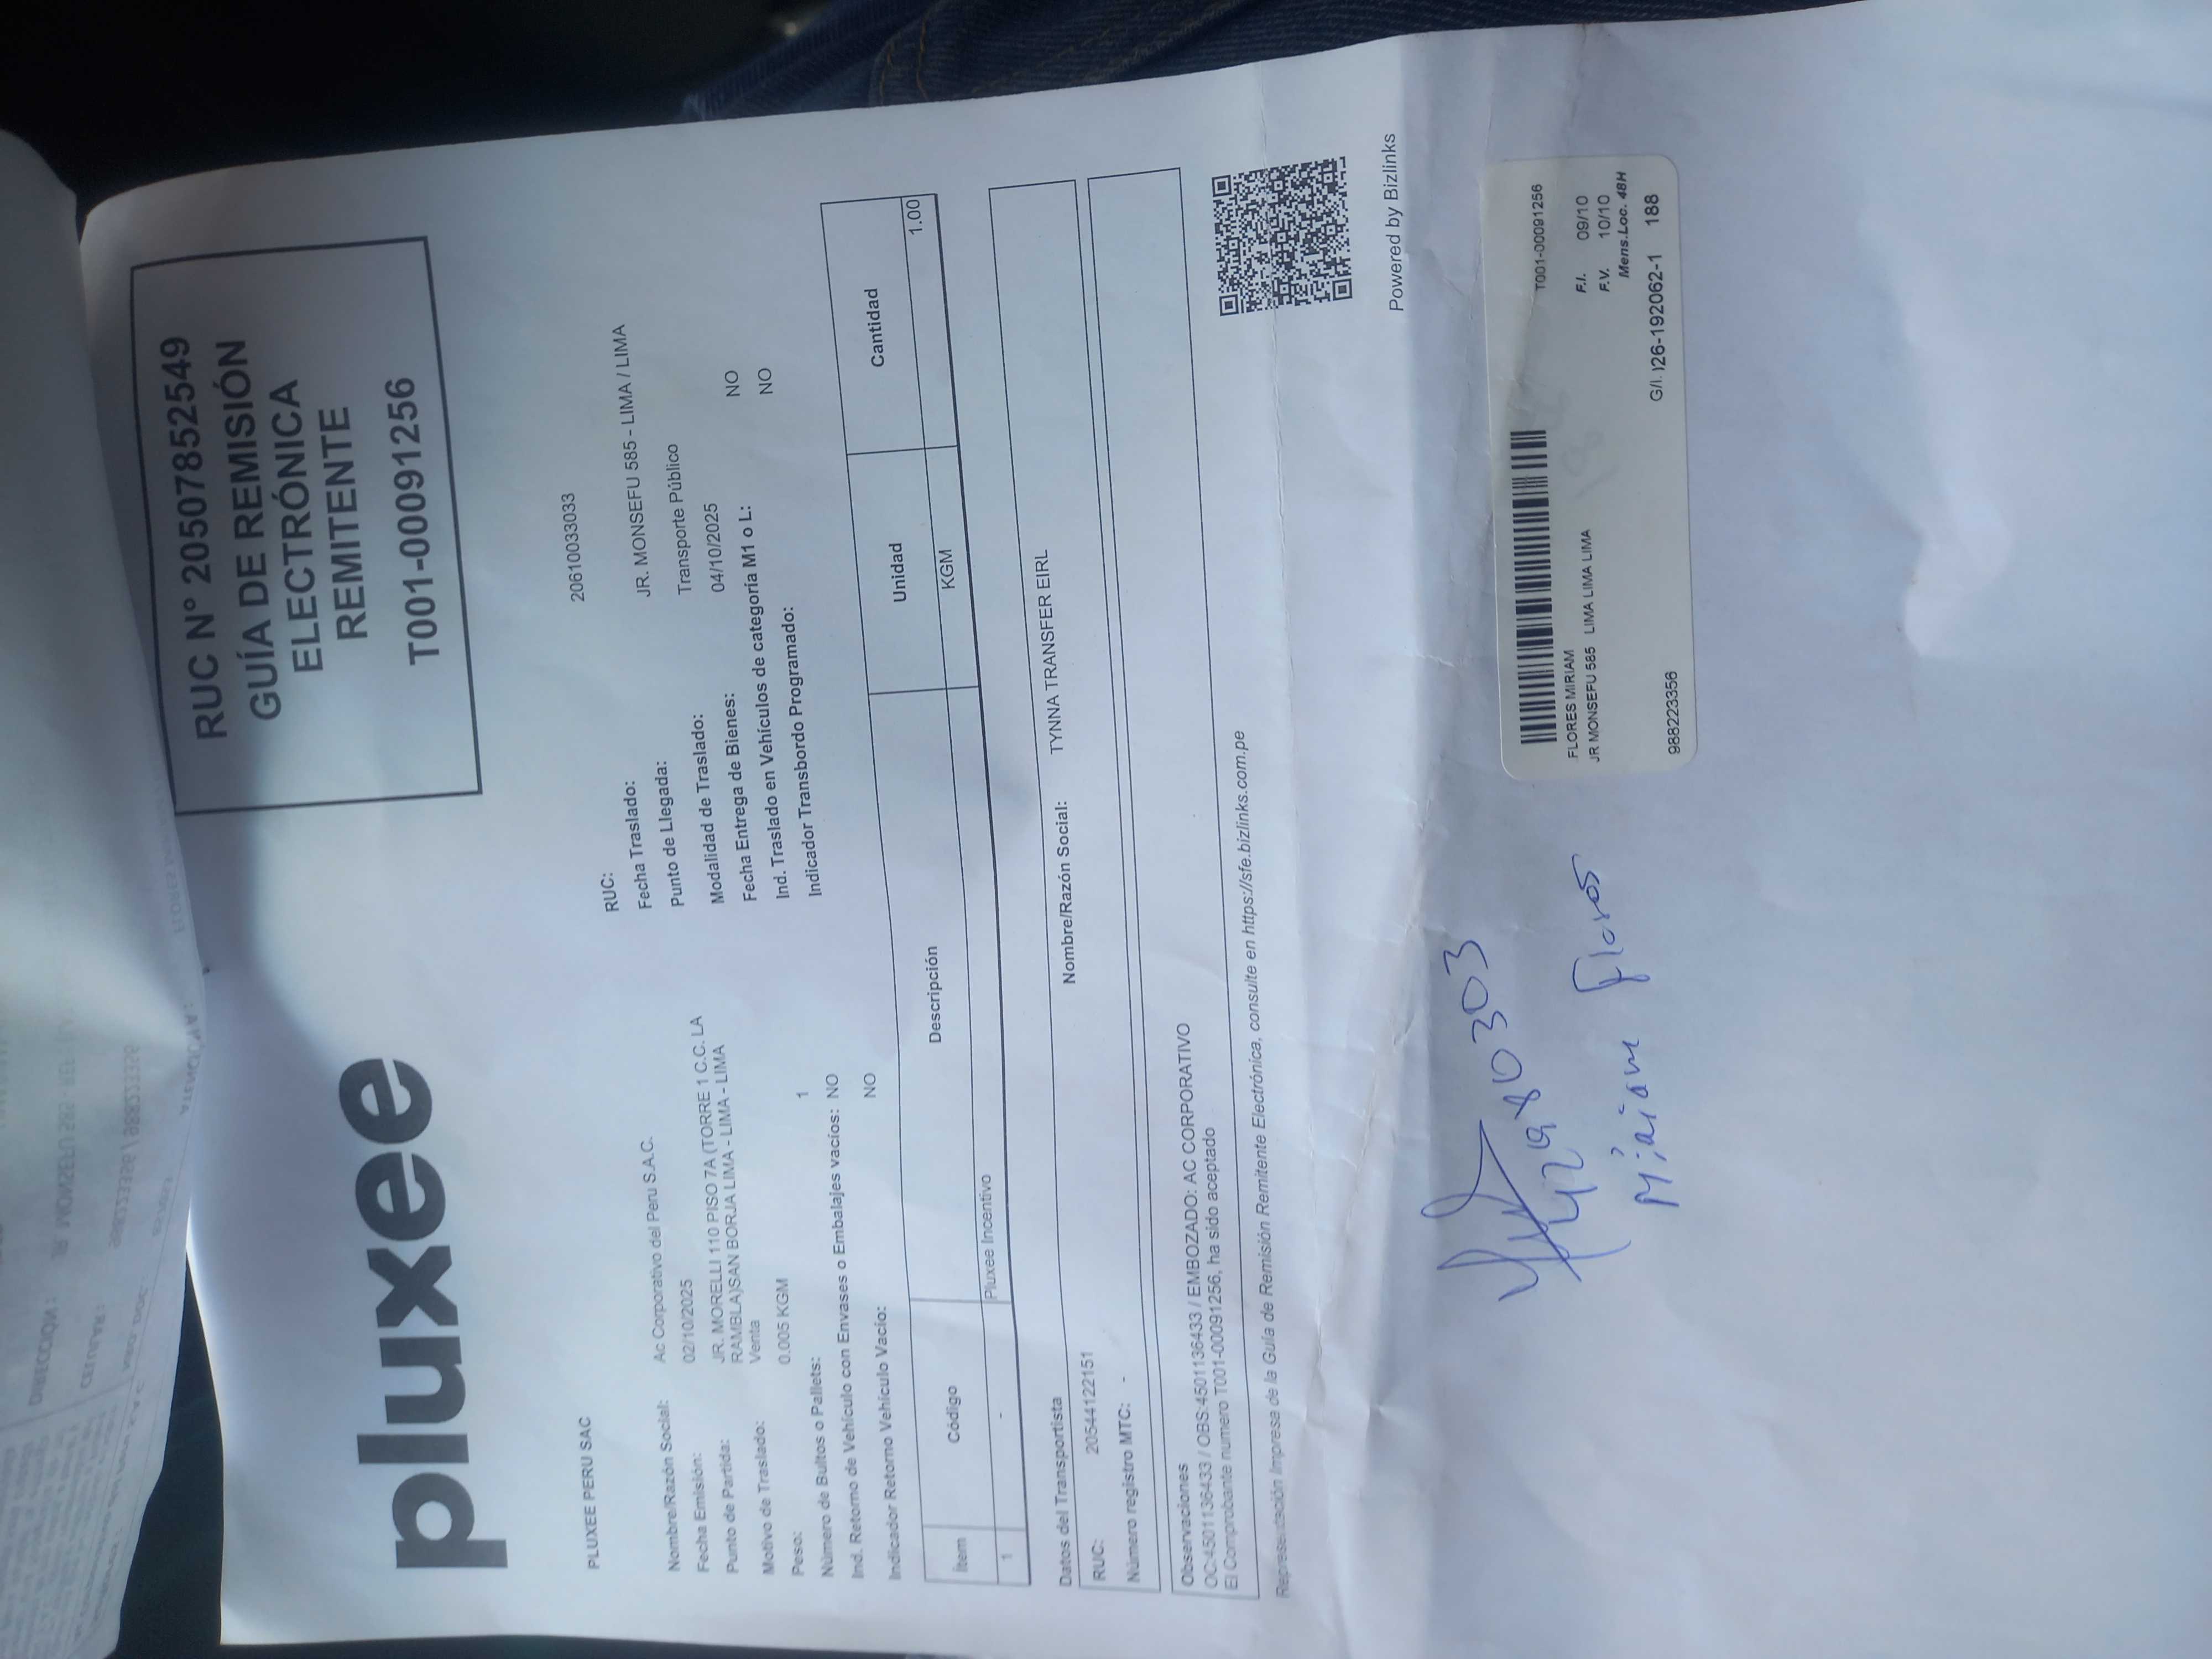 RUC N° 20507852549
GUÍA DE REMISIÓN
ELECTRÓNICA
REMITENTE
T001-00091256
pluxee
PLUXEE PERU SAC
RUC: 20610033033
Nombre/Razón Social: Ac Corporativo del Peru S.A.C.
Fecha Traslado:
Fecha Emisión: 02/10/2025
Punto de Llegada: JR. MONSEFU 585 - LIMA / LIMA
Punto de Partida: JR. MORELLI 110 PISO 7A (TORRE 1 C.C. LA
RAMBLA)SAN BORJA LIMA - LIMA - LIMA
Modalidad de Traslado: Transporte Público
Motivo de Traslado: Venta
Fecha Entrega de Bienes: 04/10/2025
Peso: 0.005 KGM
Ind. Traslado en Vehículos de categoría M1 o L: NO
Número de Bultos o Pallets: 1
Indicador Transbordo Programado: NO
Ind. Retorno de Vehículo con Envases o Embalajes vacíos: NO
Indicador Retorno Vehículo Vacío: NO
Ítem Código Descripción Unidad Cantidad
1 - Pluxee Incentivo KGM 1.00
Datos del Transportista
RUC: 20544122151 Nombre/Razón Social: TYNNA TRANSFER EIRL
Número registro MTC: -
Observaciones
OC:4501136433 / OBS:4501136433 / EMBOZADO: AC CORPORATIVO
El Comprobante numero T001-00091256, ha sido aceptado
Representación Impresa de la Guía de Remisión Remitente Electrónica, consulte en https://sfe.bizlinks.com.pe
Powered by Bizlinks
42980303
Miriam Flores
T001-00091256
FLORES MIRIAM
JR MONSEFU 585 LIMA LIMA LIMA
F.I. 09/10
F.V. 10/10
Mens.Loc. 48H
988223356
G/I. )26-192062-1 188